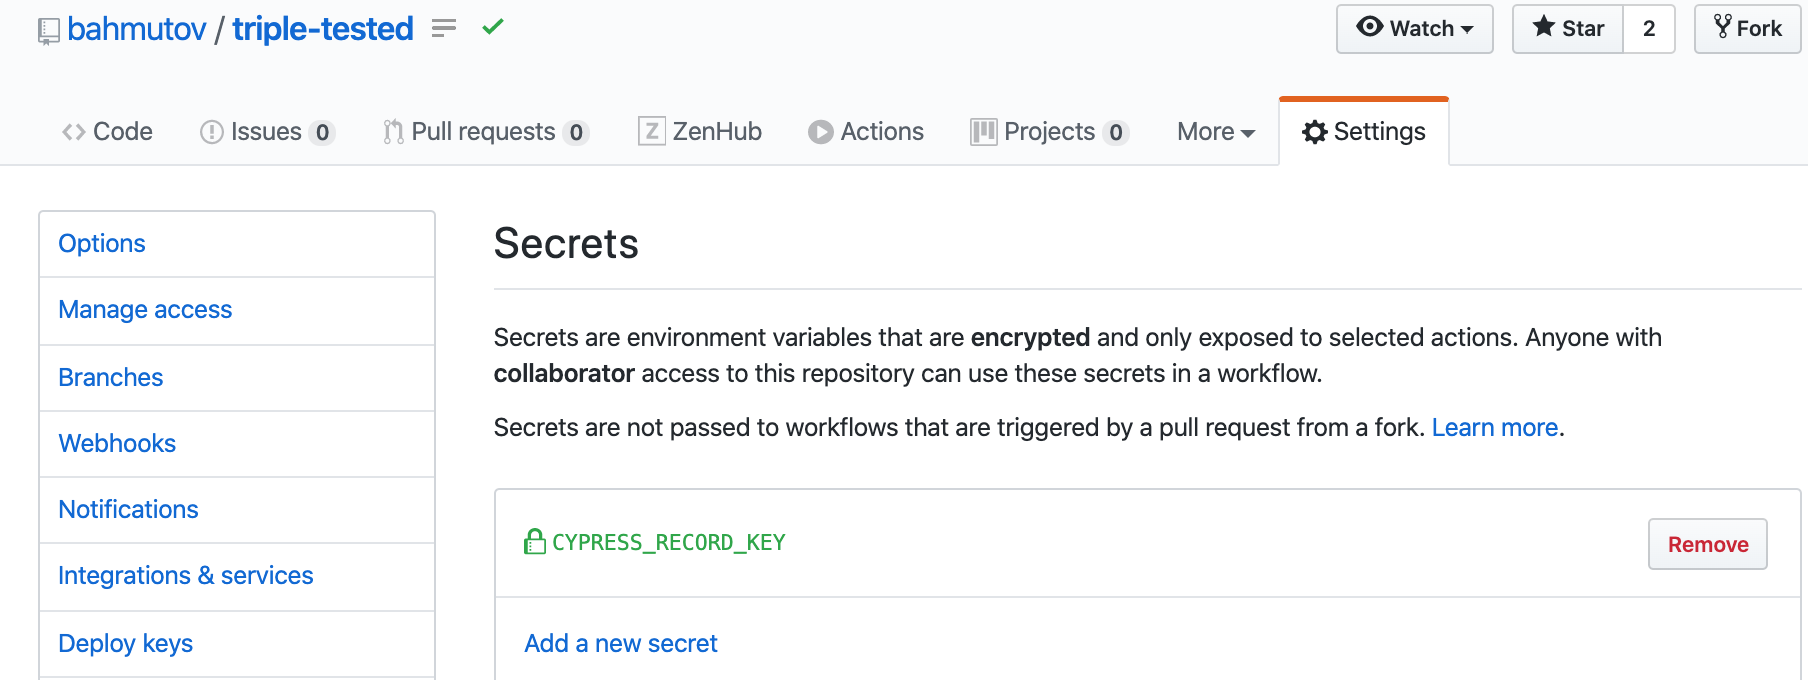 bahmutov / triple-tested
Watch
Star 2
Fork
Code
Issues 0
Pull requests 0
Z ZenHub
Actions
Projects 0
More
Settings
Options
Manage access
Branches
Webhooks
Notifications
Integrations & services
Deploy keys
Secrets
Secrets are environment variables that are encrypted and only exposed to selected actions. Anyone with
collaborator access to this repository can use these secrets in a workflow.
Secrets are not passed to workflows that are triggered by a pull request from a fork. Learn more.
CYPRESS_RECORD_KEY
Remove
Add a new secret